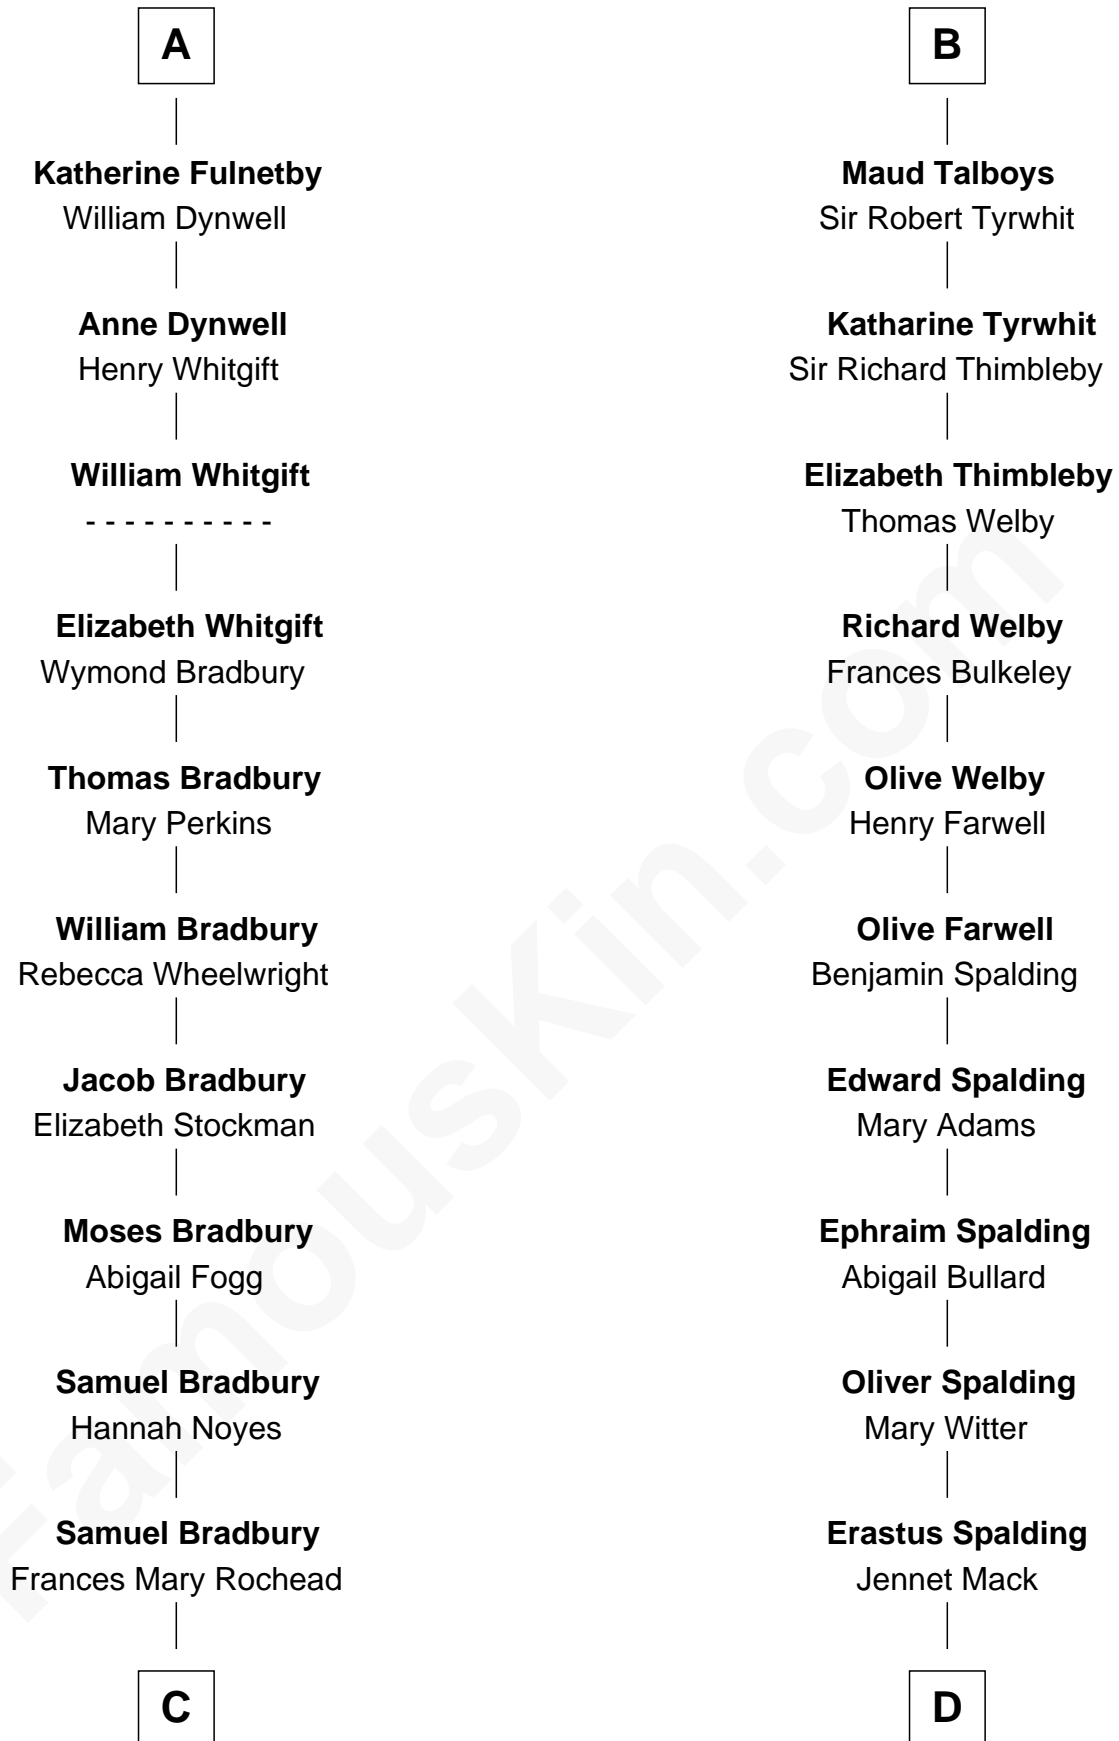 A
Katherine Fulnetby
William Dynwell
Anne Dynwell
Henry Whitgift
William Whitgift
- - - - - - - - - -
Elizabeth Whitgift
Wymond Bradbury
Thomas Bradbury
Mary Perkins
William Bradbury
Rebecca Wheelwright
Jacob Bradbury
Elizabeth Stockman
Moses Bradbury
Abigail Fogg
Samuel Bradbury
Hannah Noyes
Samuel Bradbury
Frances Mary Rochead
C
B
Maud Talboys
Sir Robert Tyrwhit
Katharine Tyrwhit
Sir Richard Thimbleby
Elizabeth Thimbleby
Thomas Welby
Richard Welby
Frances Bulkeley
Olive Welby
Henry Farwell
Olive Farwell
Benjamin Spalding
Edward Spalding
Mary Adams
Ephraim Spalding
Abigail Bullard
Oliver Spalding
Mary Witter
Erastus Spalding
Jennet Mack
D
FamousKin.com